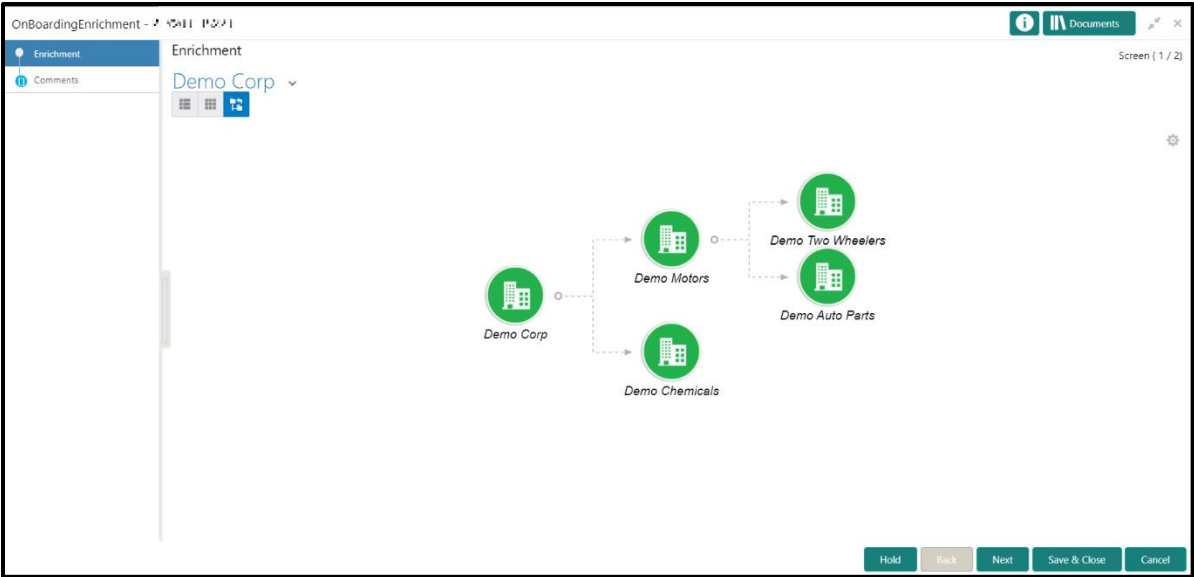 OnBoardingEnrichment -
Documents
Enrichment
Comments
Enrichment
Screen ( 1 / 2)
Demo Corp
Demo Two Wheelers
Demo Motors
Demo Auto Parts
Demo Corp
Demo Chemicals
Hold
Back
Next
Save & Close
Cancel